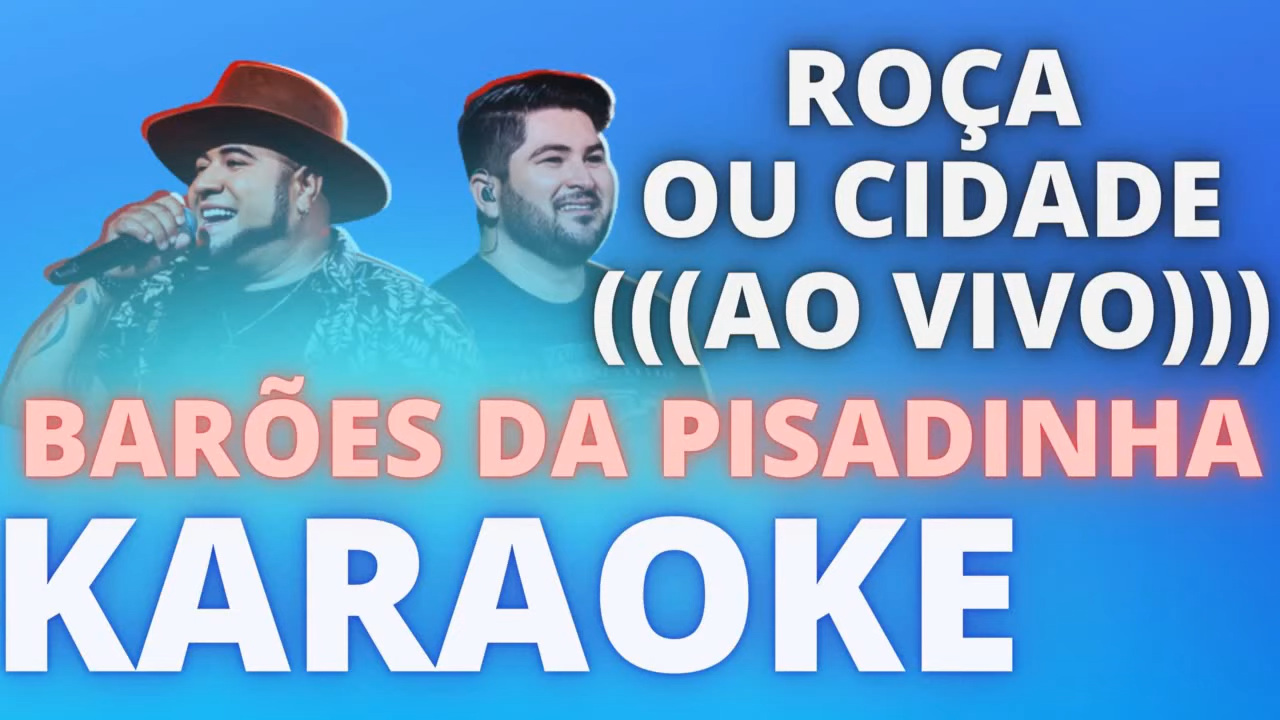 ROÇA
OU CIDADE
(((AO VIVO)))
BARÕES DA PISADINHA
KARAOKE